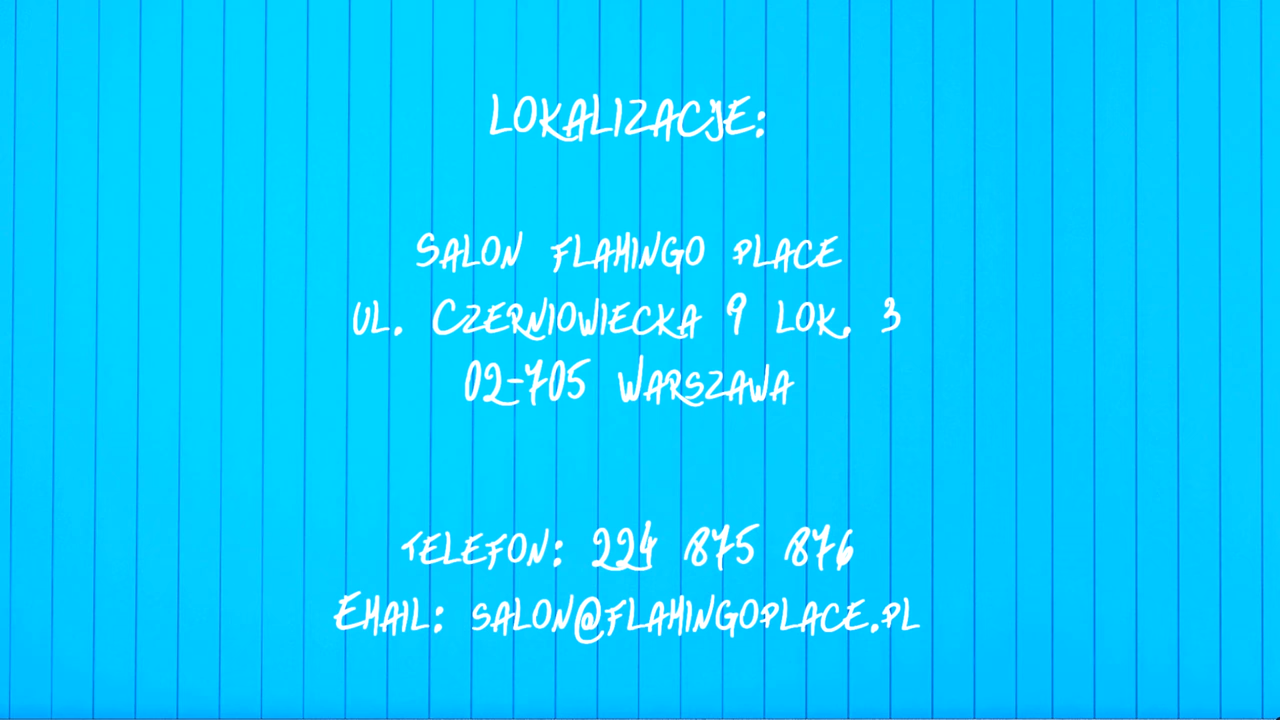 LOKALIZACJE:
SALON FLAMINGO PLACE
UL. CZERNIOWIECKA 9 LOK. 3
02-705 WARSZAWA
TELEFON: 224 875 876
EMAIL: SALON@FLAMINGOPLACE.PL